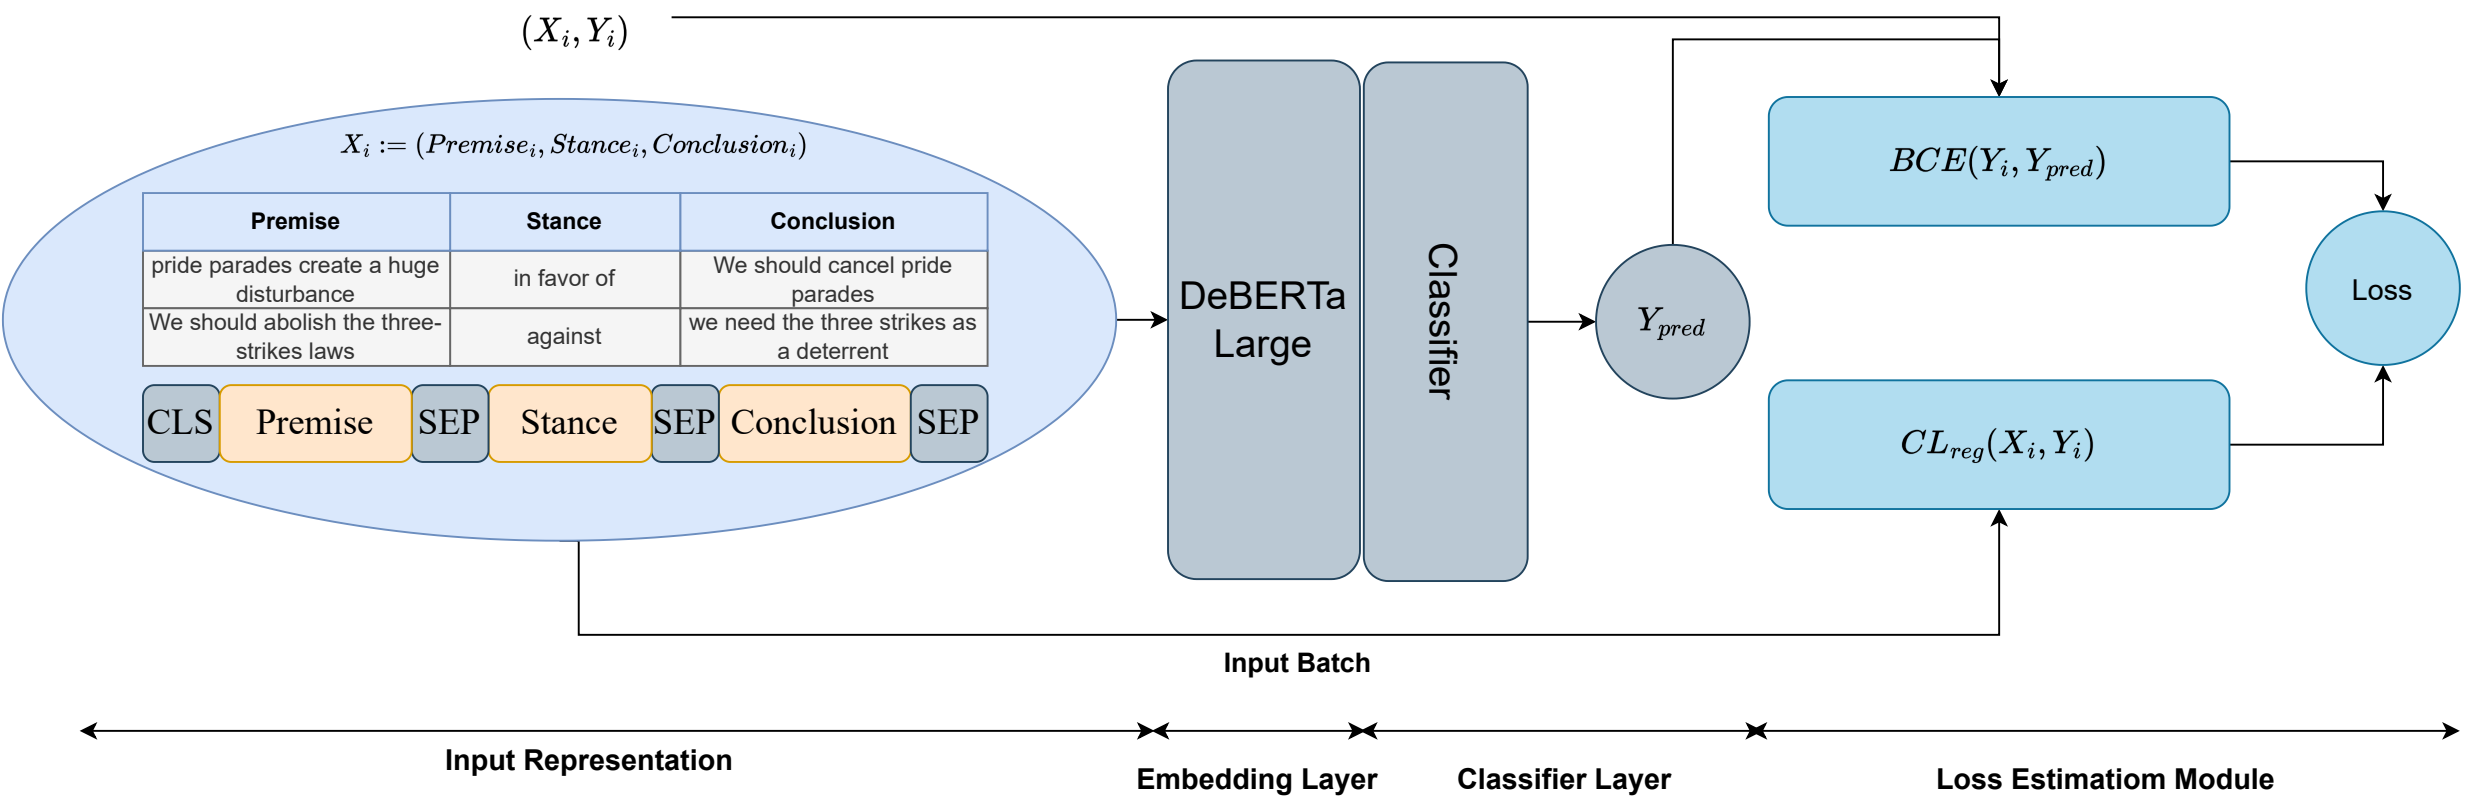 (X_i, Y_i)
X_i := (Premise_i, Stance_i, Conclusion_i)
Premise Stance Conclusion
pride parades create a huge
disturbance
in favor of
We should cancel pride
parades
We should abolish the three-
strikes laws
against
we need the three strikes as
a deterrent
CLS Premise SEP Stance SEP Conclusion SEP
DeBERTa
Large
Classifier
Y_pred
BCE(Y_i, Y_pred)
CL_reg(X_i, Y_i)
Loss
Input Batch
Input Representation
Embedding Layer
Classifier Layer
Loss Estimatiom Module